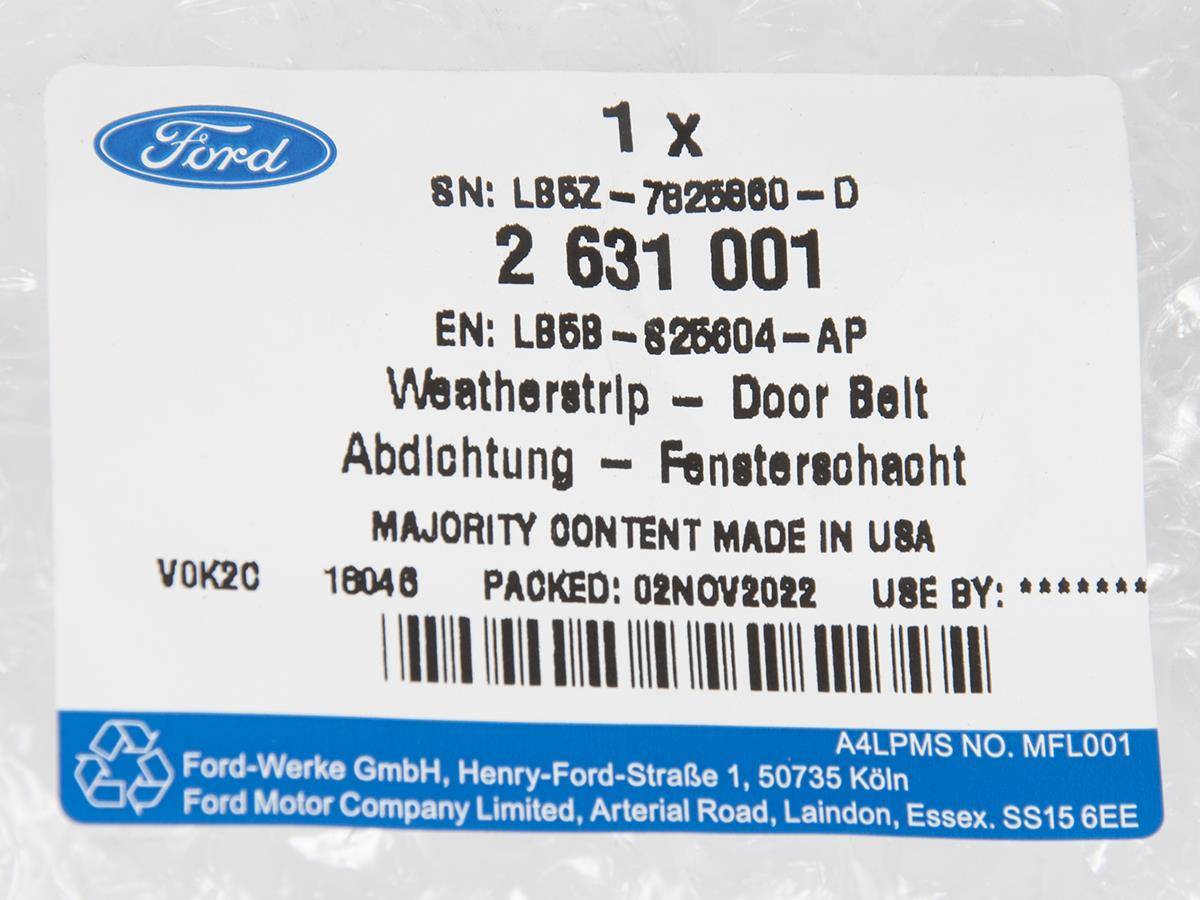 Ford
1 x
SN: LB5Z-7825860-D
2 631 001
EN: LB5B-S25604-AP
Weatherstrip - Door Belt
Abdichtung - Fensterschacht
MAJORITY CONTENT MADE IN USA
V0K2C 16046 PACKED: 02NOV2022 USE BY: *******
A4LPMS NO. MFL001
Ford-Werke GmbH, Henry-Ford-Straße 1, 50735 Köln
Ford Motor Company Limited, Arterial Road, Laindon, Essex. SS15 6EE